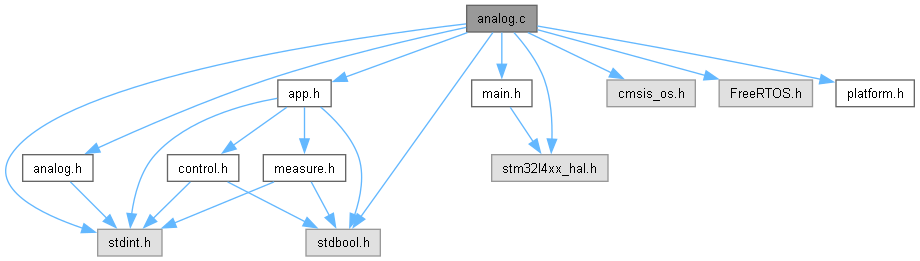 analog.c
app.h
main.h
cmsis_os.h
FreeRTOS.h
platform.h
analog.h
control.h
measure.h
stm32l4xx_hal.h
stdint.h
stdbool.h